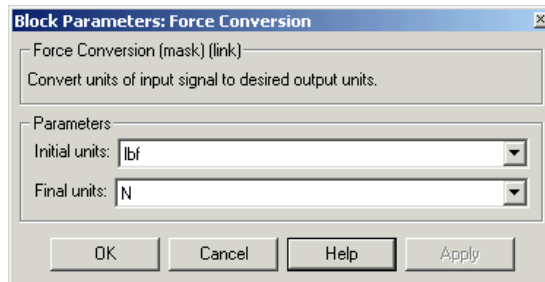 Block Parameters: Force Conversion
Force Conversion (mask) (link)
Convert units of input signal to desired output units.
Parameters
Initial units: lbf
Final units: N
OK Cancel Help Apply